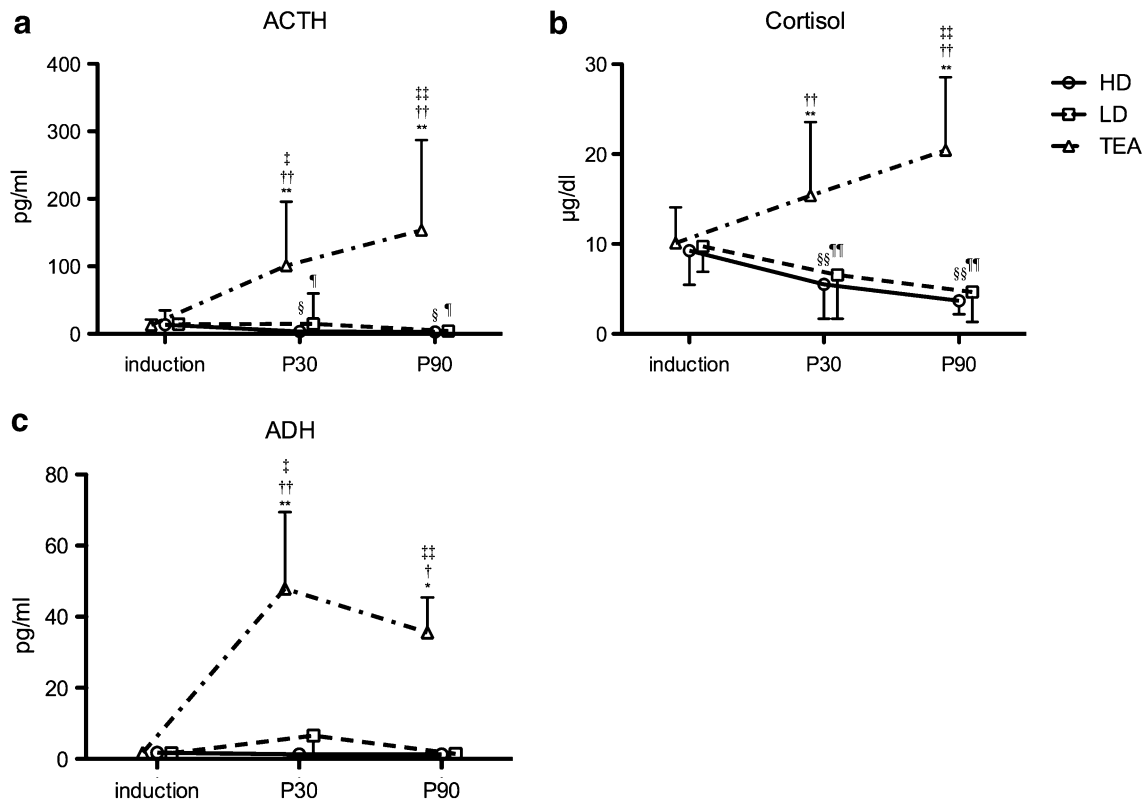 a
ACTH
400
300
200
100
0
pg/ml
‡
††
**
‡‡
††
**
§
¶
§
¶
induction P30 P90
b
Cortisol
30
20
10
0
µg/dl
††
**
‡‡
††
**
§§
¶¶
§§
¶¶
induction P30 P90
HD
LD
TEA
c
ADH
80
60
40
20
0
pg/ml
‡
††
**
‡‡
†
*
induction P30 P90